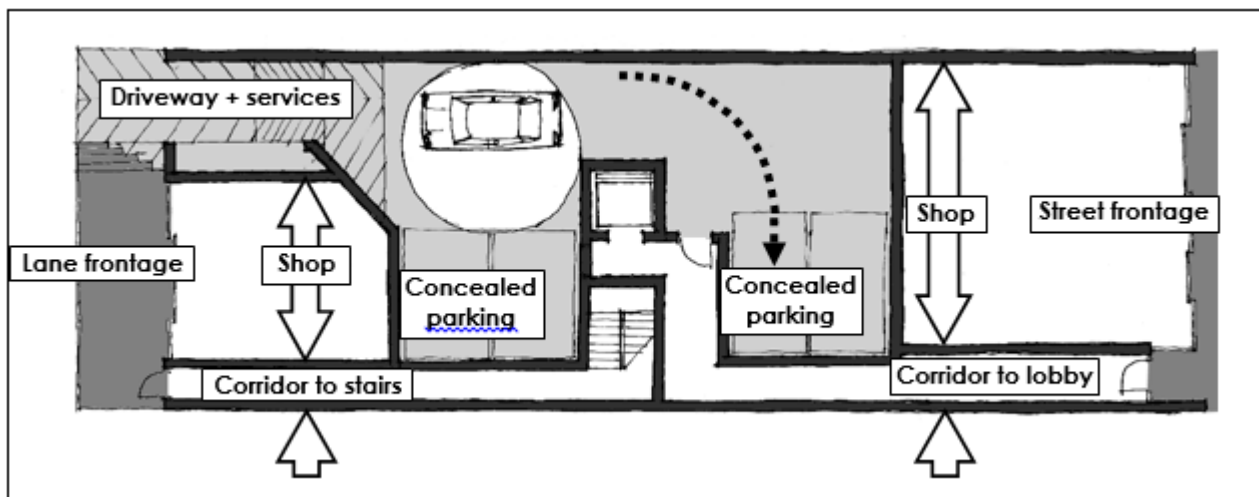 Driveway + services
Lane frontage
Shop
Concealed
parking
Concealed
parking
Shop
Street frontage
Corridor to stairs
Corridor to lobby